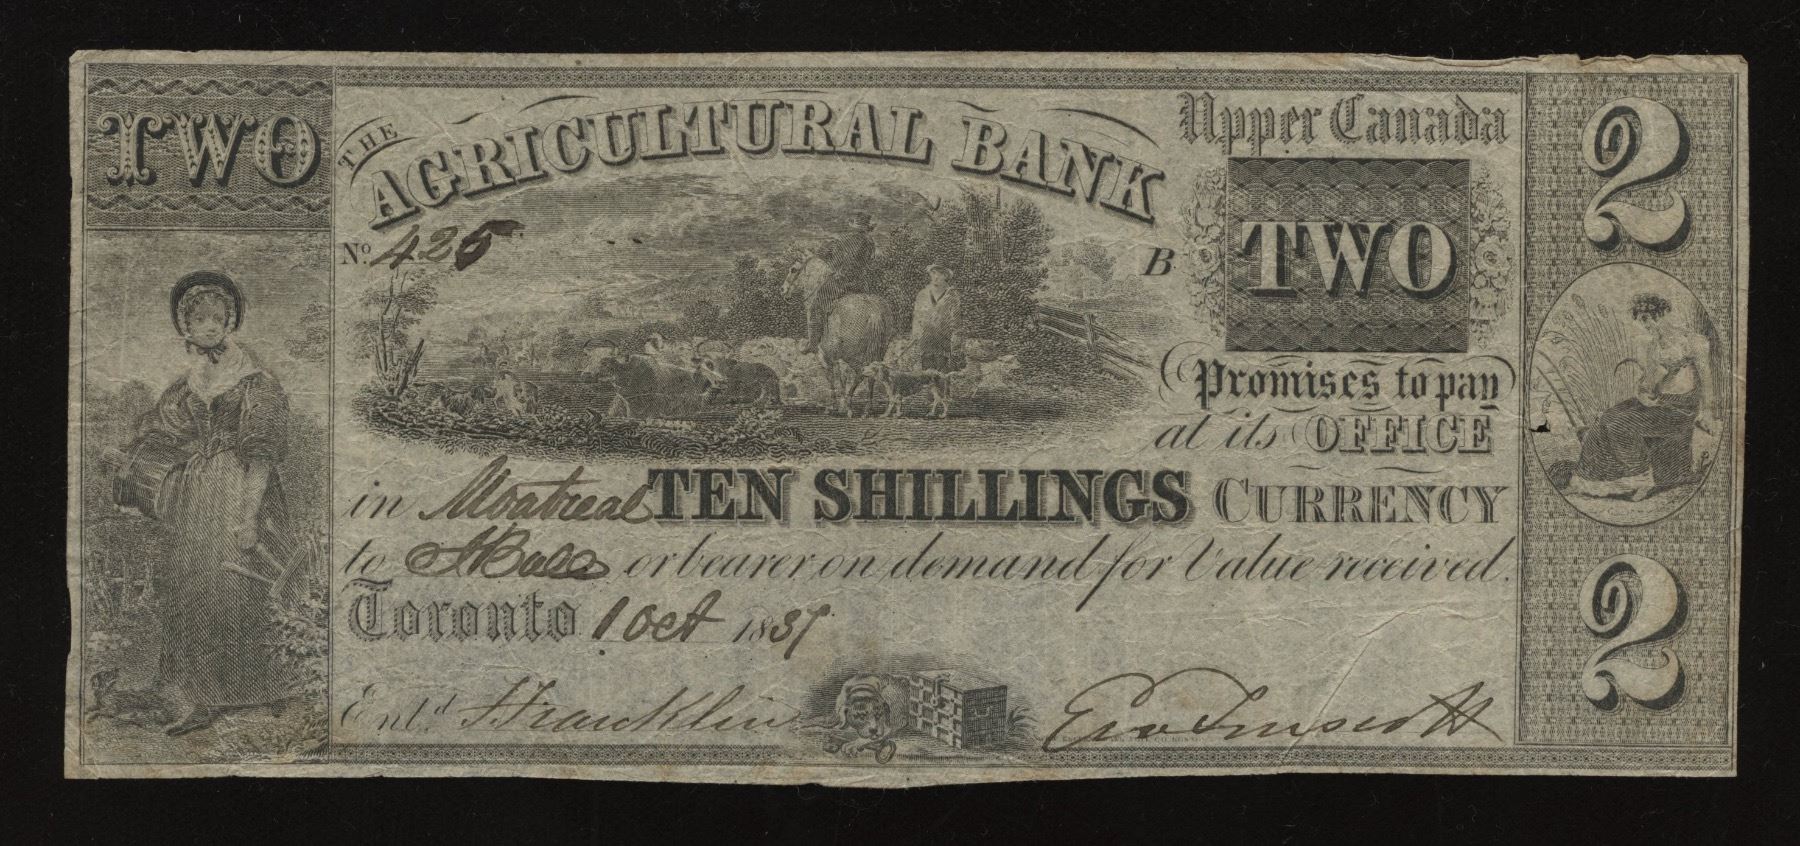 TWO
THE
AGRICULTURAL BANK
Upper Canada
2
No. 425
B
TWO
Promises to pay
at its OFFICE
in Montreal TEN SHILLINGS CURRENCY
to or bearer on demand for Value received.
Toronto 1 Oct 1837
Entd.
2